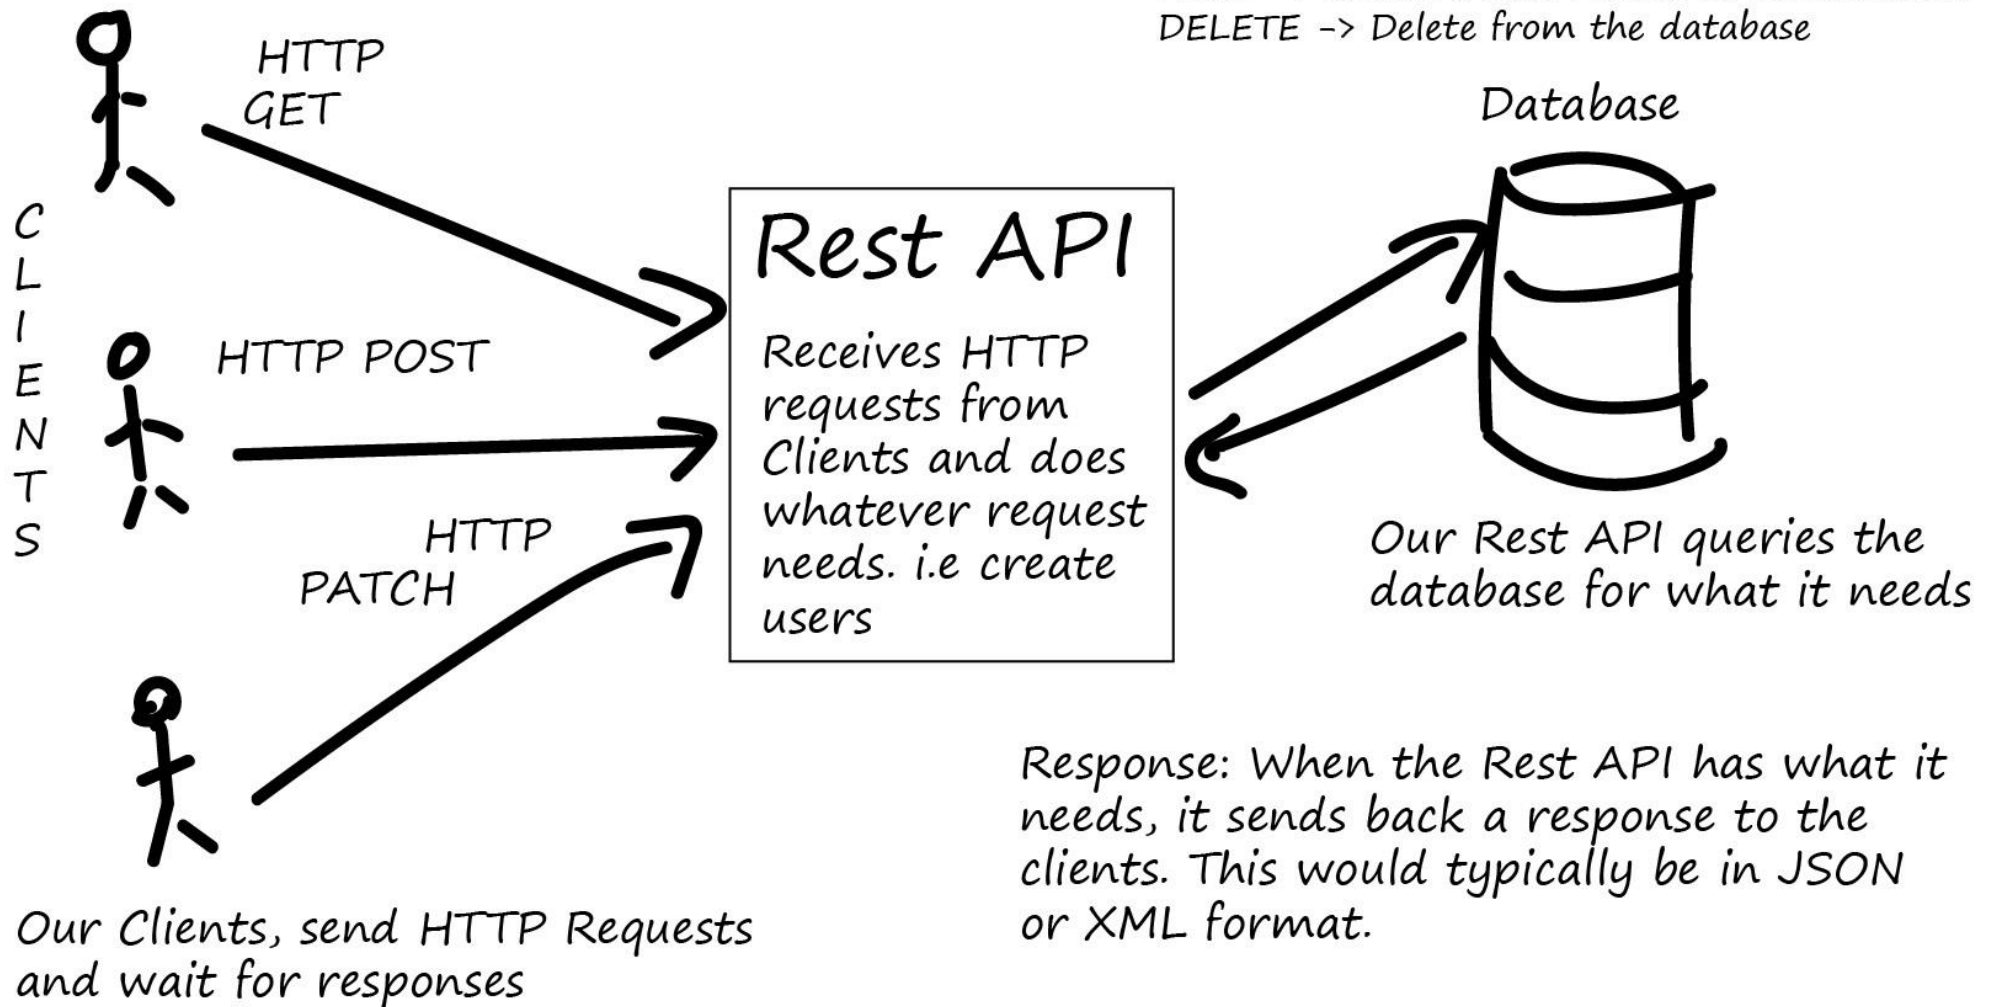 DELETE -> Delete from the database
HTTP
GET
Database
C
L
I
E
N
T
S
Rest API
HTTP POST
Receives HTTP
requests from
Clients and does
whatever request
needs. i.e create
users
HTTP
PATCH
Our Rest API queries the
database for what it needs
Response: When the Rest API has what it
needs, it sends back a response to the
clients. This would typically be in JSON
or XML format.
Our Clients, send HTTP Requests
and wait for responses